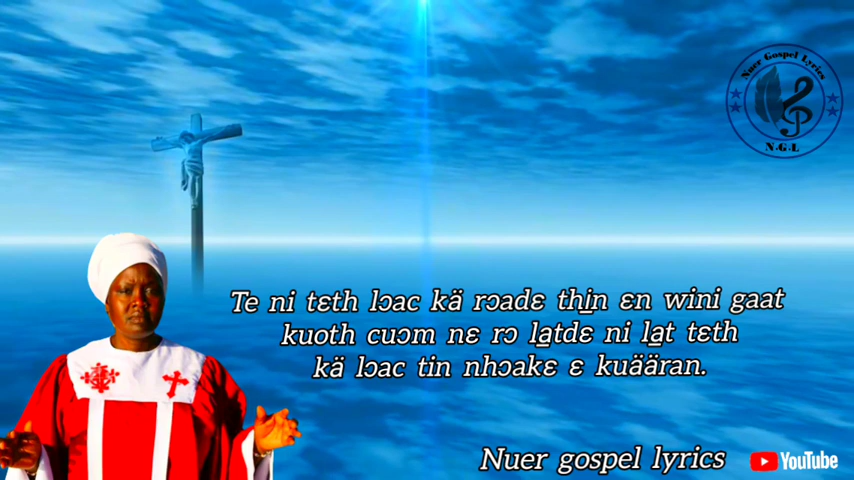 Nuer Gospel Lyrics
N.G.L
Te ni tɛth lɔac kä rɔadɛ thi̱n ɛn wini gaat
kuoth cuɔm nɛ rɔ la̱tdɛ ni la̱t tɛth
kä lɔac tin nhɔakɛ ɛ kuääran.
Nuer gospel lyrics
YouTube